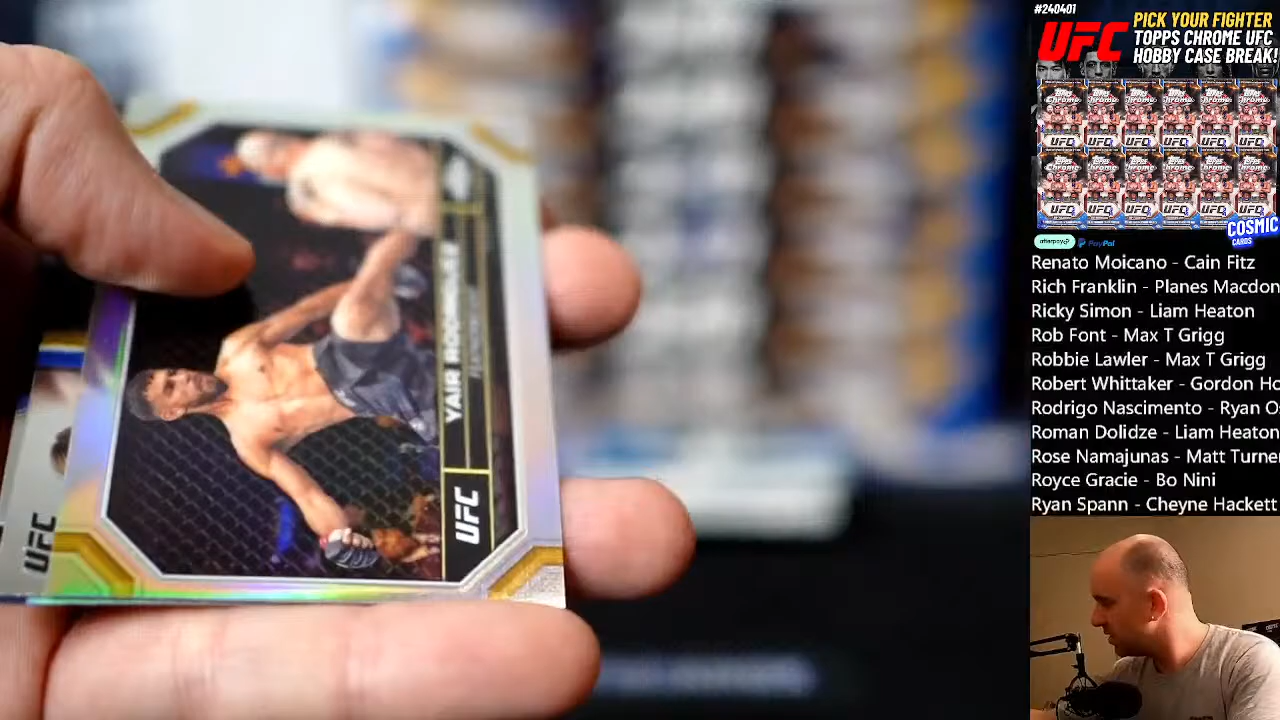 #240401
UFC
PICK YOUR FIGHTER
TOPPS CHROME UFC
HOBBY CASE BREAK!
COSMIC
CARDS
afterpay
PayPal
Renato Moicano - Cain Fitz
Rich Franklin - Planes Macdon
Ricky Simon - Liam Heaton
Rob Font - Max T Grigg
Robbie Lawler - Max T Grigg
Robert Whittaker - Gordon Ho
Rodrigo Nascimento - Ryan O
Roman Dolidze - Liam Heaton
Rose Namajunas - Matt Turner
Royce Gracie - Bo Nini
Ryan Spann - Cheyne Hackett
YAIR RODRIGUEZ
UFC
UFC